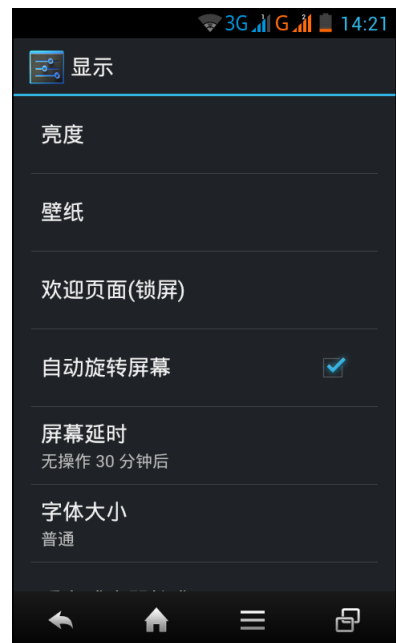 3G G 14:21
显示
亮度
壁纸
欢迎页面(锁屏)
自动旋转屏幕
屏幕延时
无操作 30 分钟后
字体大小
普通